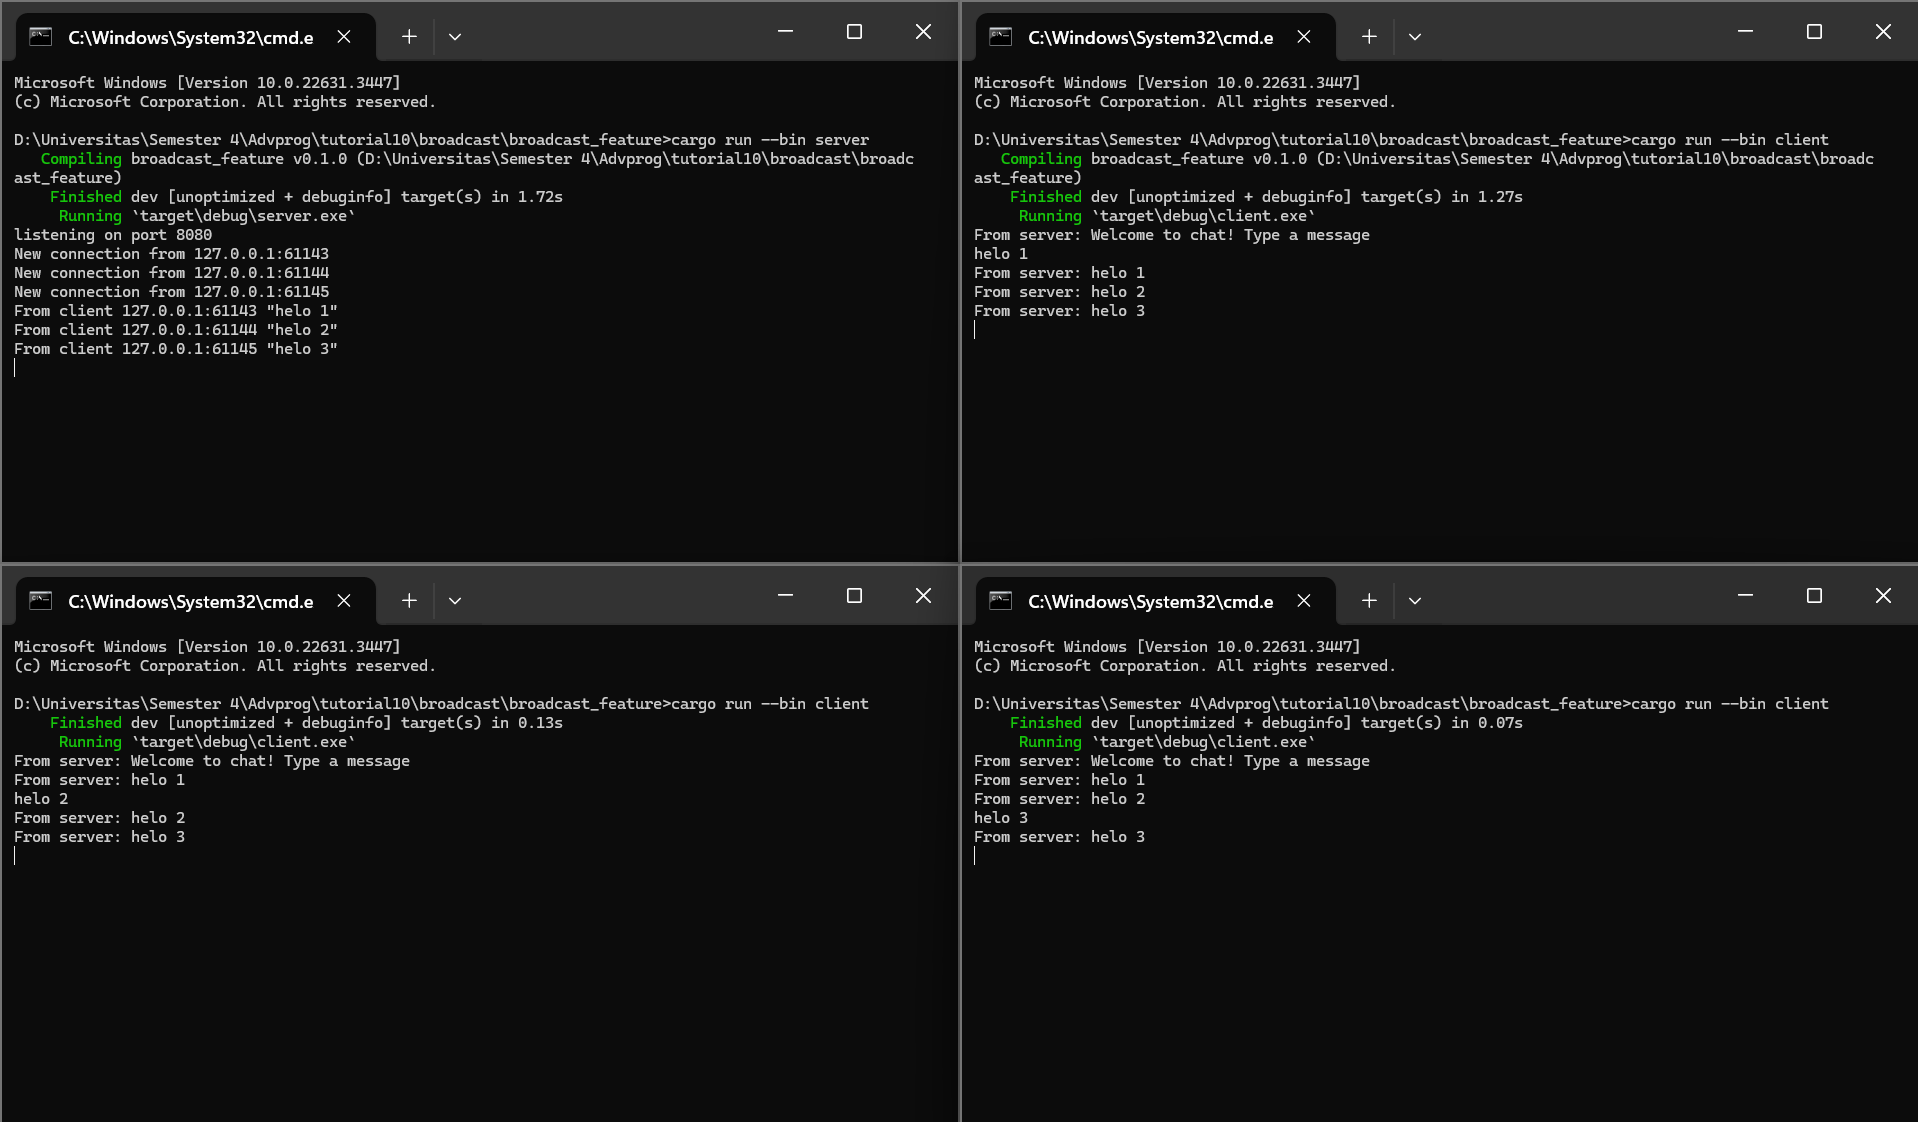 C:\Windows\System32\cmd.e
Microsoft Windows [Version 10.0.22631.3447]
(c) Microsoft Corporation. All rights reserved.
D:\Universitas\Semester 4\Advprog\tutorial10\broadcast\broadcast_feature>cargo run --bin server
Compiling broadcast_feature v0.1.0 (D:\Universitas\Semester 4\Advprog\tutorial10\broadcast\broadc
ast_feature)
Finished dev [unoptimized + debuginfo] target(s) in 1.72s
Running `target\debug\server.exe`
listening on port 8080
New connection from 127.0.0.1:61143
New connection from 127.0.0.1:61144
New connection from 127.0.0.1:61145
From client 127.0.0.1:61143 "helo 1"
From client 127.0.0.1:61144 "helo 2"
From client 127.0.0.1:61145 "helo 3"
C:\Windows\System32\cmd.e
Microsoft Windows [Version 10.0.22631.3447]
(c) Microsoft Corporation. All rights reserved.
D:\Universitas\Semester 4\Advprog\tutorial10\broadcast\broadcast_feature>cargo run --bin client
Compiling broadcast_feature v0.1.0 (D:\Universitas\Semester 4\Advprog\tutorial10\broadcast\broadc
ast_feature)
Finished dev [unoptimized + debuginfo] target(s) in 1.27s
Running `target\debug\client.exe`
From server: Welcome to chat! Type a message
helo 1
From server: helo 1
From server: helo 2
From server: helo 3
C:\Windows\System32\cmd.e
Microsoft Windows [Version 10.0.22631.3447]
(c) Microsoft Corporation. All rights reserved.
D:\Universitas\Semester 4\Advprog\tutorial10\broadcast\broadcast_feature>cargo run --bin client
Finished dev [unoptimized + debuginfo] target(s) in 0.13s
Running `target\debug\client.exe`
From server: Welcome to chat! Type a message
From server: helo 1
helo 2
From server: helo 2
From server: helo 3
C:\Windows\System32\cmd.e
Microsoft Windows [Version 10.0.22631.3447]
(c) Microsoft Corporation. All rights reserved.
D:\Universitas\Semester 4\Advprog\tutorial10\broadcast\broadcast_feature>cargo run --bin client
Finished dev [unoptimized + debuginfo] target(s) in 0.07s
Running `target\debug\client.exe`
From server: Welcome to chat! Type a message
From server: helo 1
From server: helo 2
helo 3
From server: helo 3